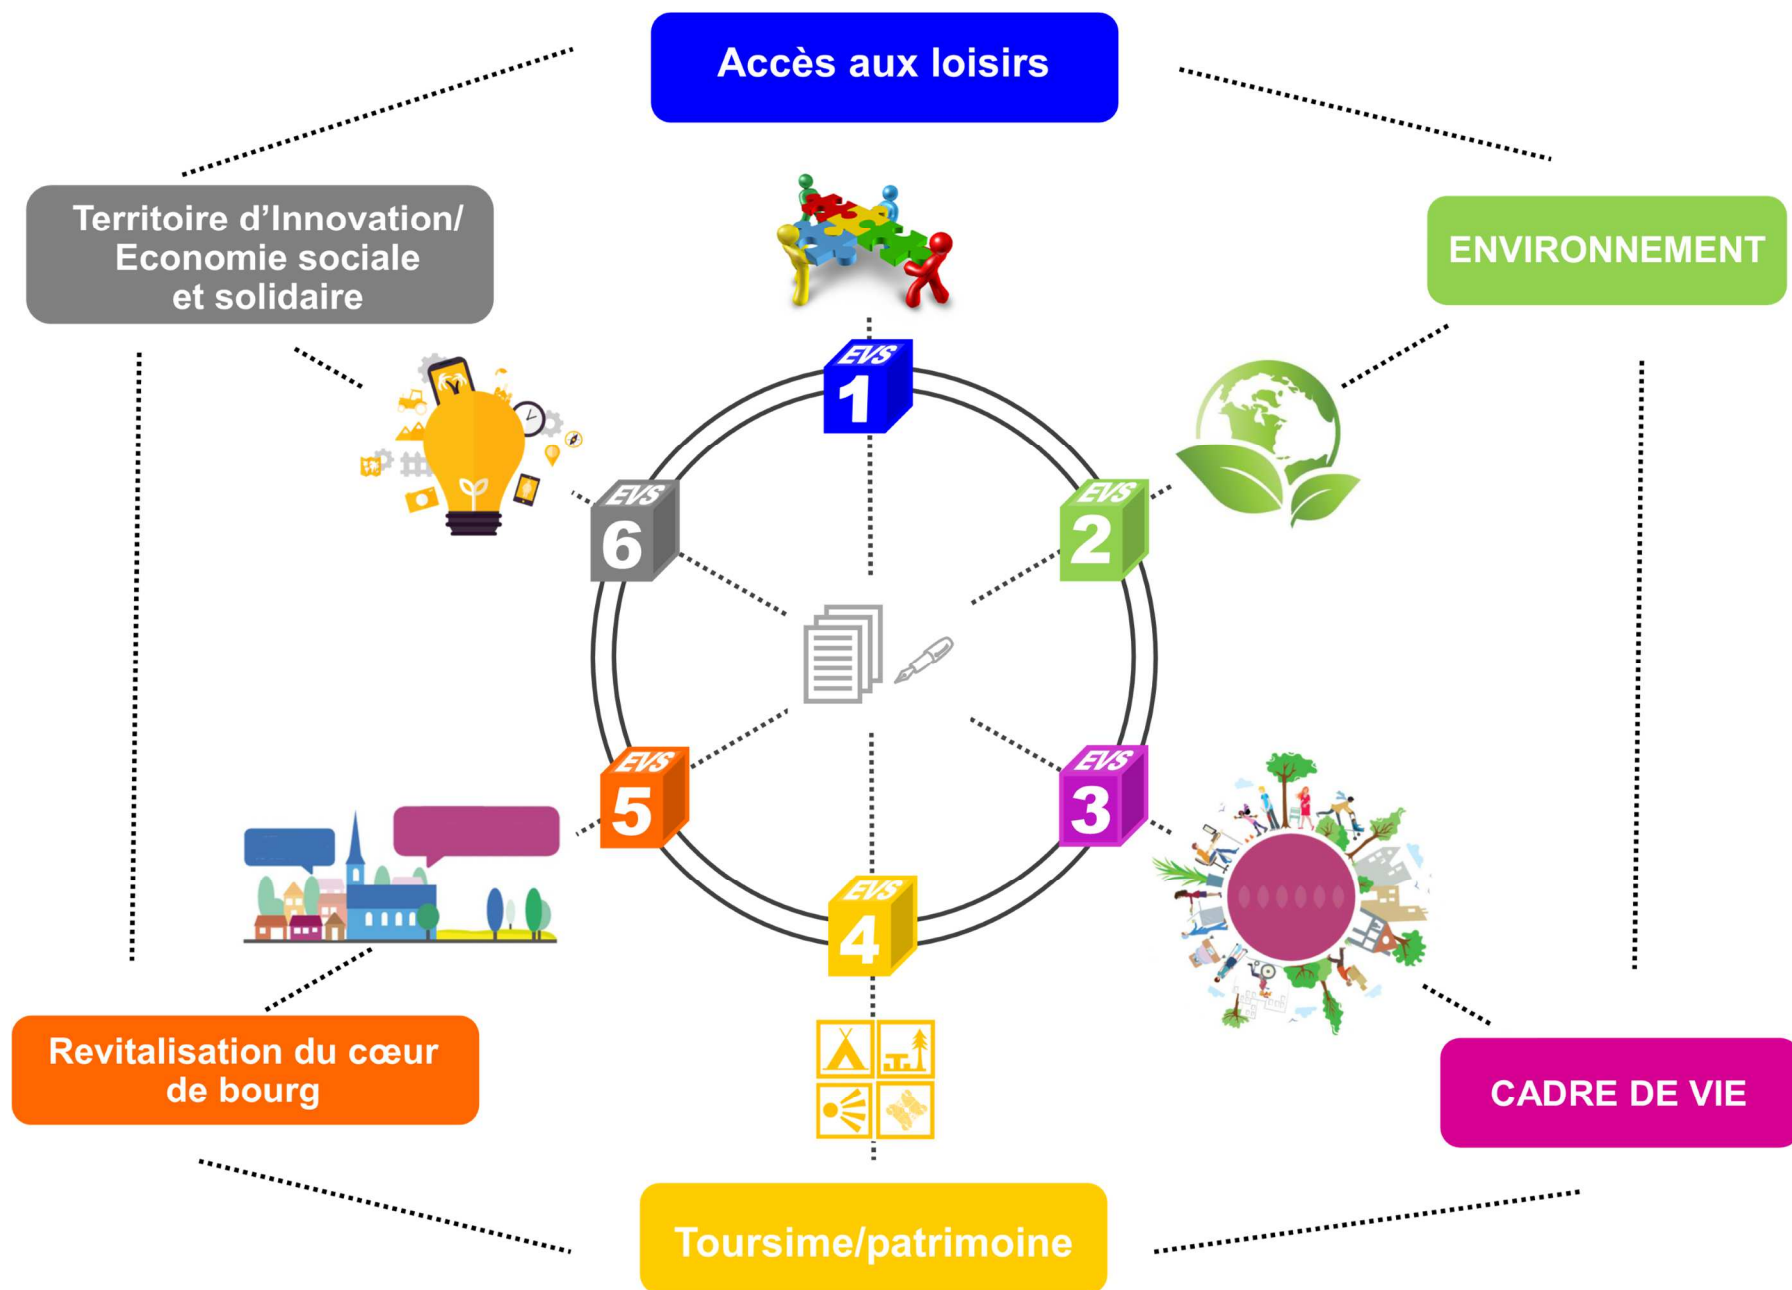 Accès aux loisirs
Territoire d’Innovation/
Economie sociale
et solidaire
ENVIRONNEMENT
EVS
1
EVS
6
EVS
2
EVS
5
EVS
3
EVS
4
Revitalisation du cœur
de bourg
CADRE DE VIE
Toursime/patrimoine